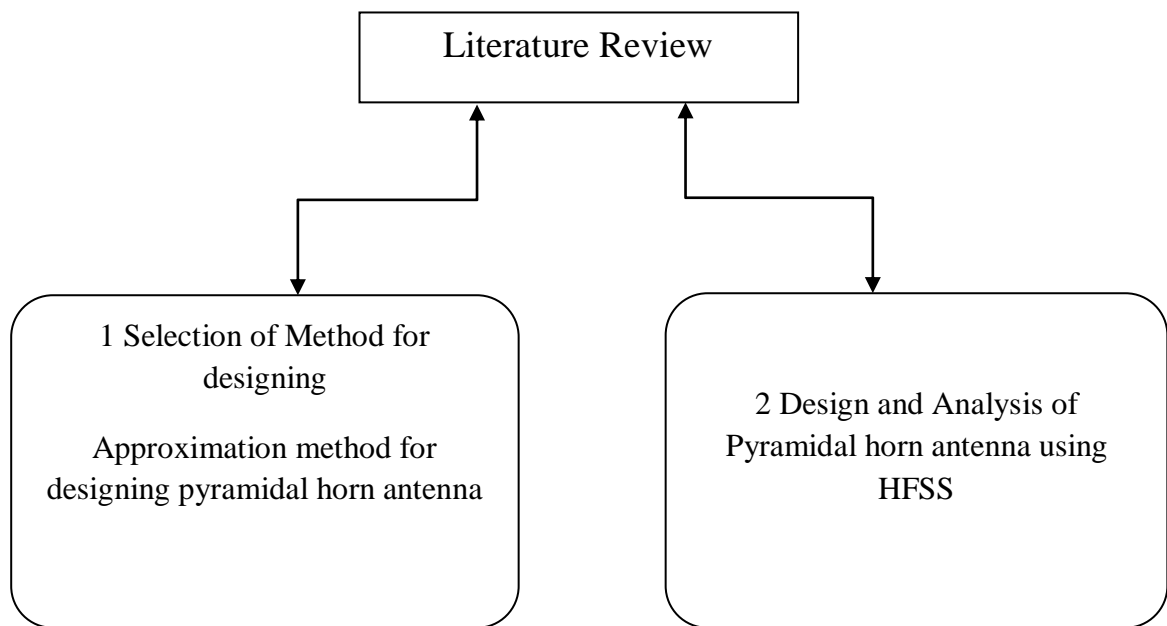 Literature Review
1 Selection of Method for
designing
Approximation method for
designing pyramidal horn antenna
2 Design and Analysis of
Pyramidal horn antenna using
HFSS